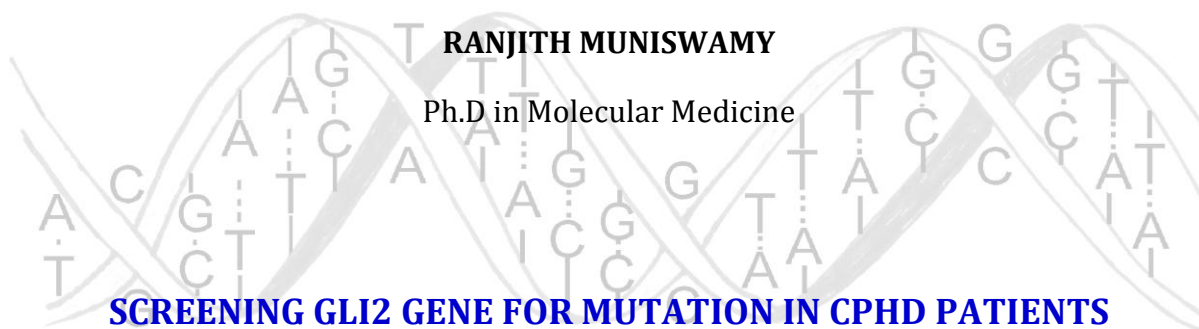 RANJITH MUNISWAMY
Ph.D in Molecular Medicine
SCREENING GLI2 GENE FOR MUTATION IN CPHD PATIENTS